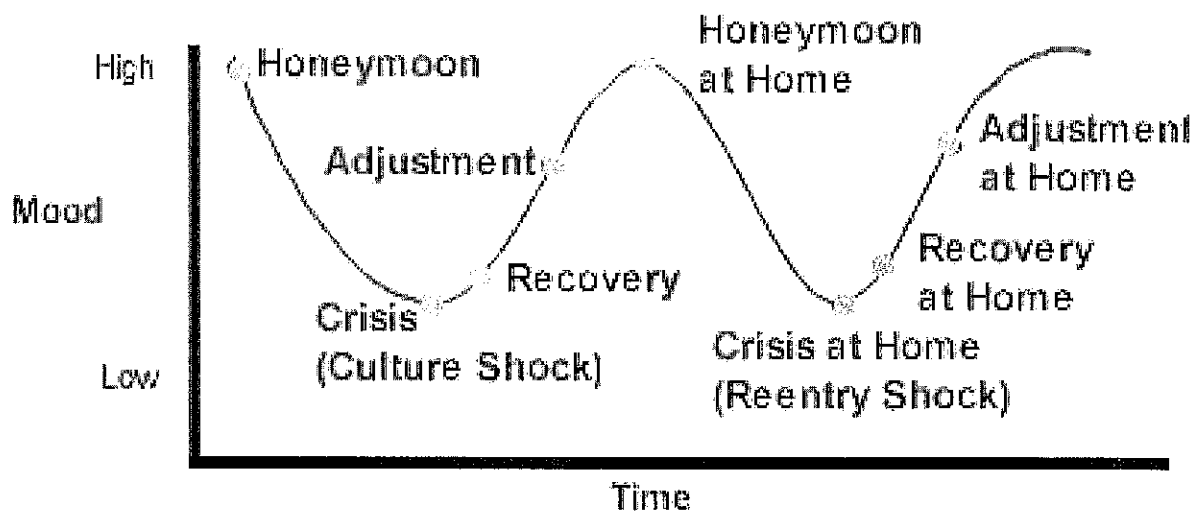 High
Honeymoon
Honeymoon
at Home
Adjustment
Adjustment
at Home
Mood
Recovery
Recovery
at Home
Crisis
(Culture Shock)
Crisis at Home
(Reentry Shock)
Low
Time